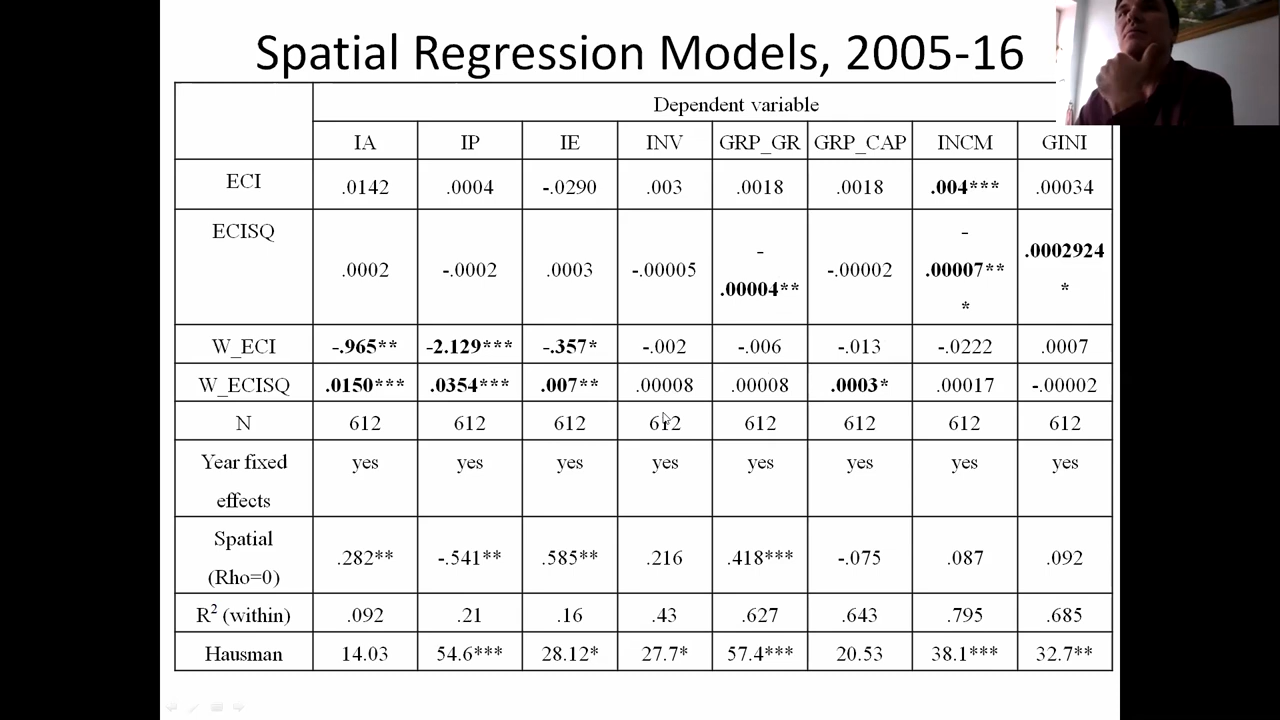 Spatial Regression Models, 2005-16
Dependent variable
IA IP IE INV GRP_GR GRP_CAP INCM GINI
ECI .0142 .0004 -.0290 .003 .0018 .0018 .004*** .00034
ECISQ .0002 -.0002 .0003 -.00005 -.00004** -.00002 -.00007*** .0002924*
W_ECI -.965** -2.129*** -.357* -.002 -.006 -.013 -.0222 .0007
W_ECISQ .0150*** .0354*** .007** .00008 .00008 .0003* .00017 -.00002
N 612 612 612 612 612 612 612 612
Year fixed effects yes yes yes yes yes yes yes yes
Spatial (Rho=0) .282** -.541** .585** .216 .418*** -.075 .087 .092
R² (within) .092 .21 .16 .43 .627 .643 .795 .685
Hausman 14.03 54.6*** 28.12* 27.7* 57.4*** 20.53 38.1*** 32.7**